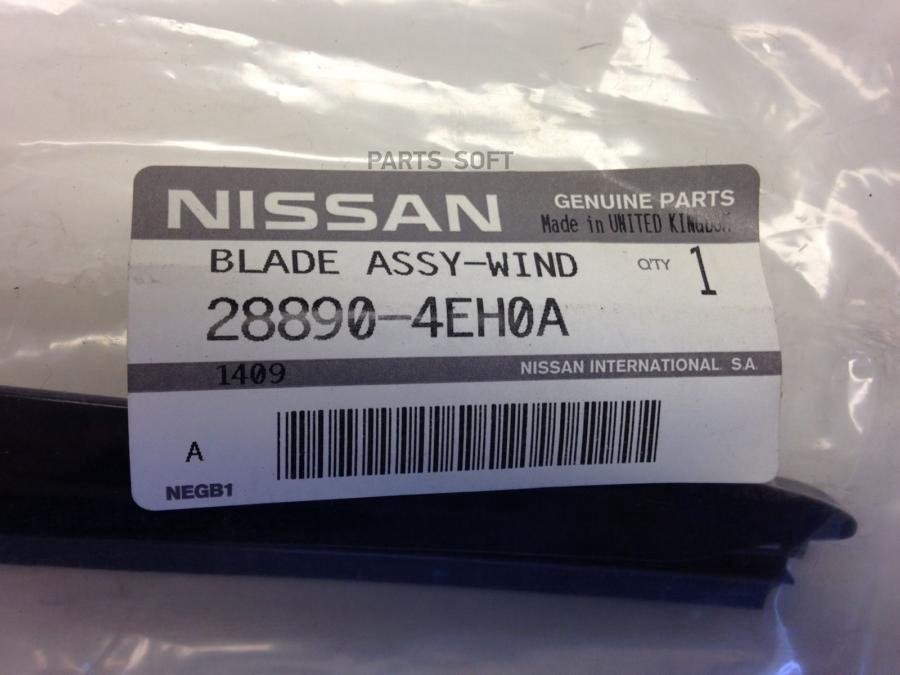 PARTS SOFT
NISSAN
GENUINE PARTS
Made in UNITED KINGDOM
BLADE ASSY-WIND
Q'TY 1
28890-4EH0A
1409
NISSAN INTERNATIONAL S.A.
A
NEGB1